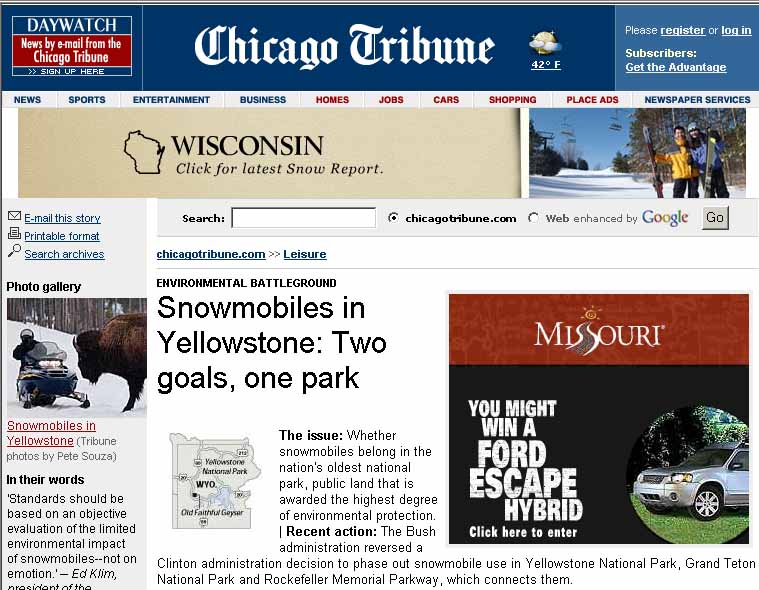 DAYWATCH
News by e-mail from the
Chicago Tribune
>> SIGN UP HERE
Chicago Tribune
42° F
Please register or log in
Subscribers:
Get the Advantage
NEWS SPORTS ENTERTAINMENT BUSINESS HOMES JOBS CARS SHOPPING PLACE ADS NEWSPAPER SERVICES
WISCONSIN
Click for latest Snow Report.
E-mail this story
Printable format
Search archives
Search: chicagotribune.com Web enhanced by Google Go
chicagotribune.com >> Leisure
Photo gallery
Snowmobiles in
Yellowstone (Tribune
photos by Pete Souza)
In their words
'Standards should be
based on an objective
evaluation of the limited
environmental impact
of snowmobiles--not on
emotion.' – Ed Klim,
president of the
ENVIRONMENTAL BATTLEGROUND
Snowmobiles in
Yellowstone: Two
goals, one park
Yellowstone
National Park
WYO.
Old Faithful Geyser
The issue: Whether
snowmobiles belong in the
nation's oldest national
park, public land that is
awarded the highest degree
of environmental protection.
| Recent action: The Bush
administration reversed a
Clinton administration decision to phase out snowmobile use in Yellowstone National Park, Grand Teton
National Park and Rockefeller Memorial Parkway, which connects them.
MISSOURI
YOU MIGHT
WIN A
FORD
ESCAPE
HYBRID
Click here to enter